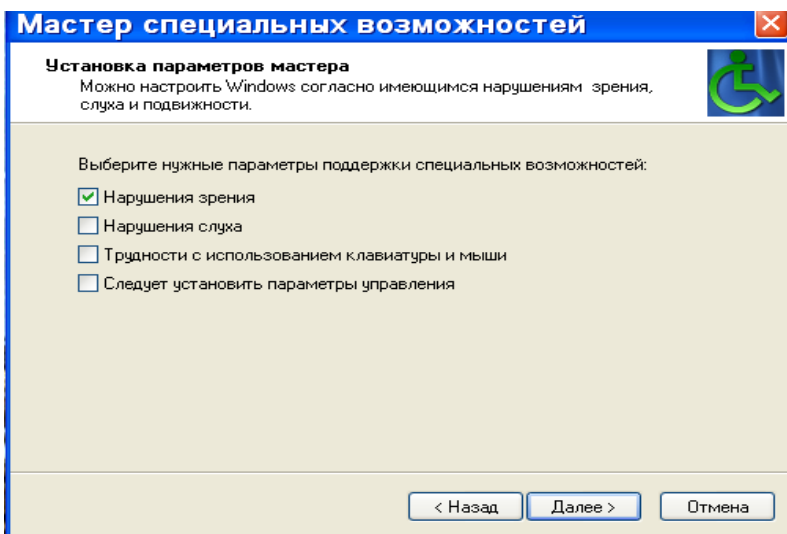 Мастер специальных возможностей
Установка параметров мастера
Можно настроить Windows согласно имеющимся нарушениям зрения,
слуха и подвижности.
Выберите нужные параметры поддержки специальных возможностей:
Нарушения зрения
Нарушения слуха
Трудности с использованием клавиатуры и мыши
Следует установить параметры управления
< Назад Далее > Отмена